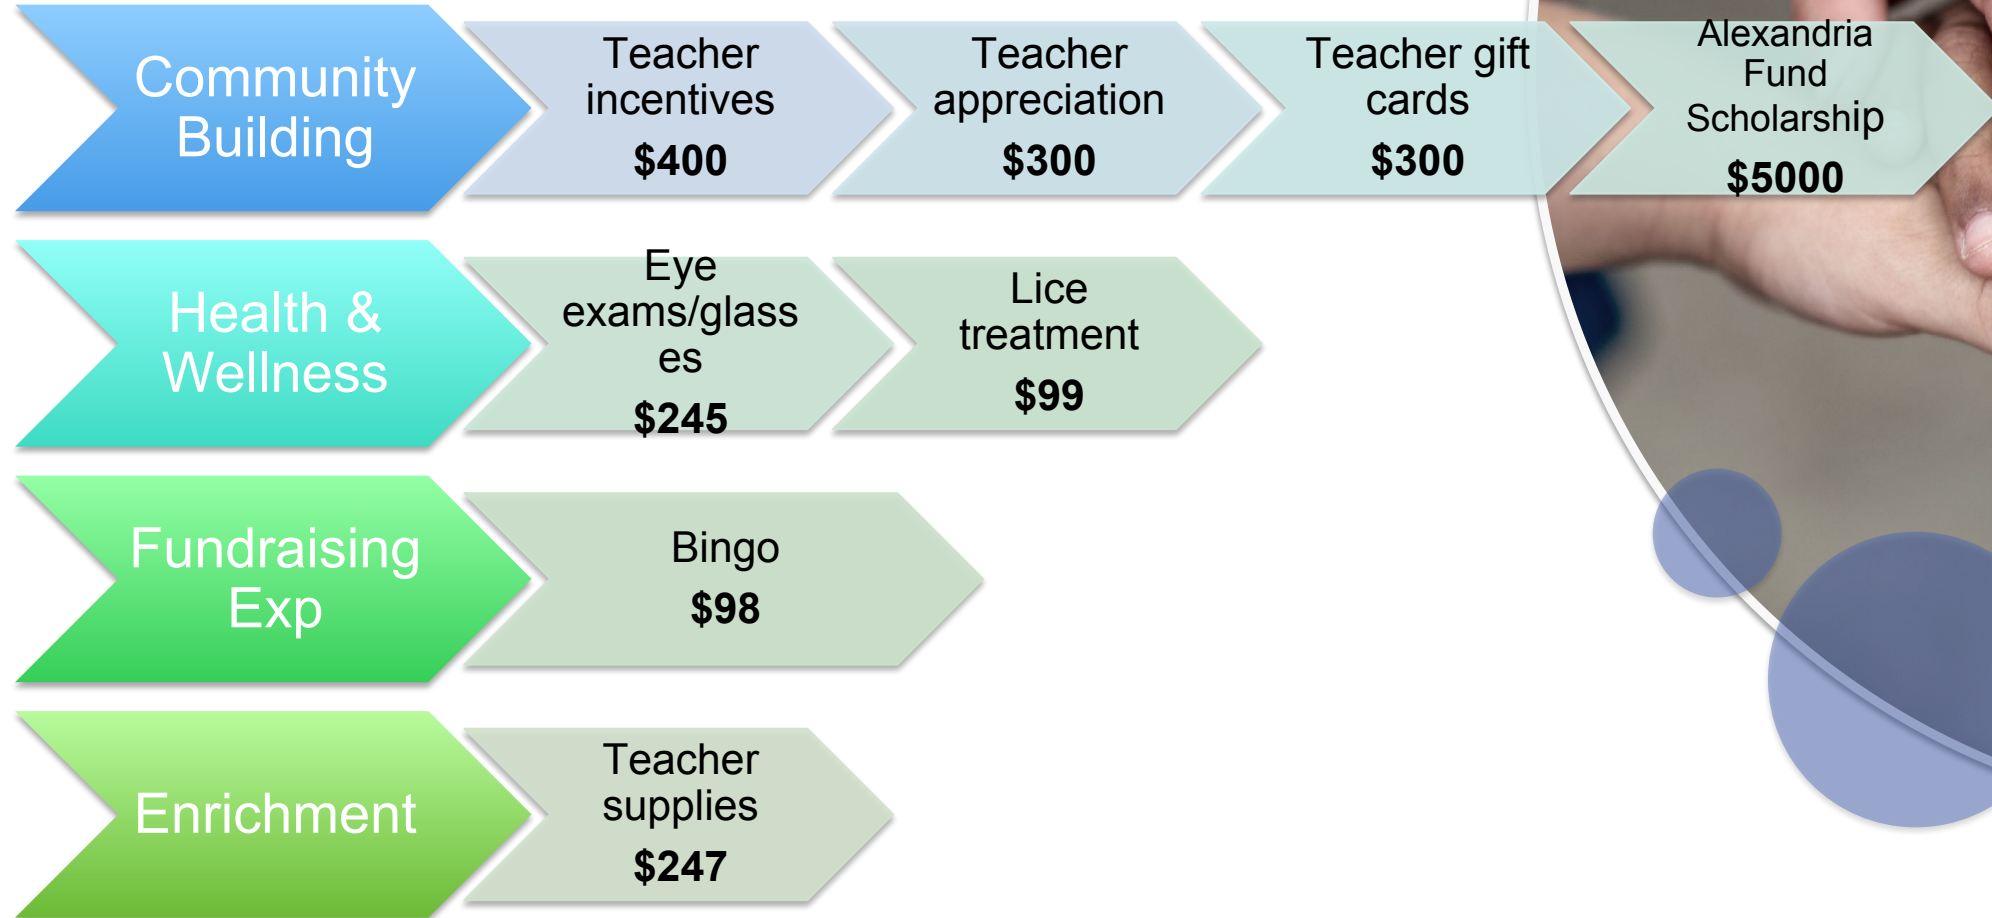 Community
Building
Teacher
incentives
$400
Teacher
appreciation
$300
Teacher gift
cards
$300
Alexandria
Fund
Scholarship
$5000
Health &
Wellness
Eye
exams/glass
es
$245
Lice
treatment
$99
Fundraising
Exp
Bingo
$98
Enrichment
Teacher
supplies
$247